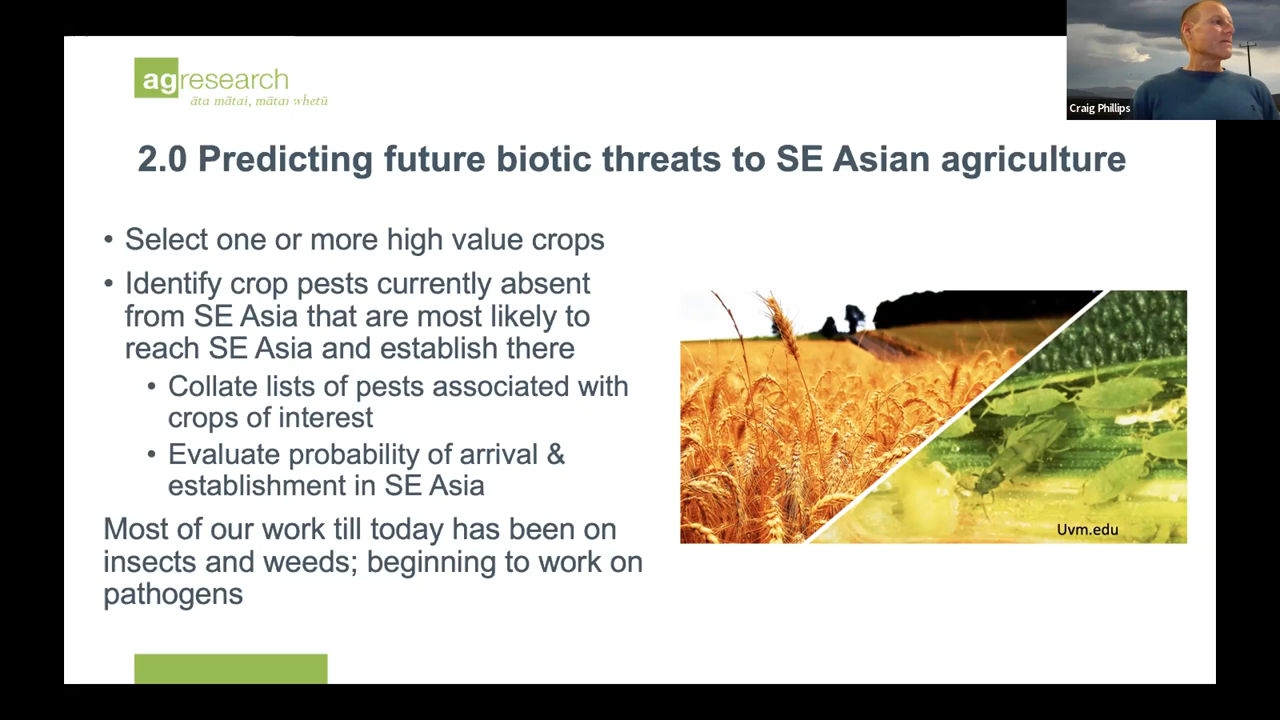 agresearch
āta mātai, mātai whetū
Craig Phillips
2.0 Predicting future biotic threats to SE Asian agriculture
• Select one or more high value crops
• Identify crop pests currently absent
from SE Asia that are most likely to
reach SE Asia and establish there
• Collate lists of pests associated with
crops of interest
• Evaluate probability of arrival &
establishment in SE Asia
Most of our work till today has been on
insects and weeds; beginning to work on
pathogens
Uvm.edu